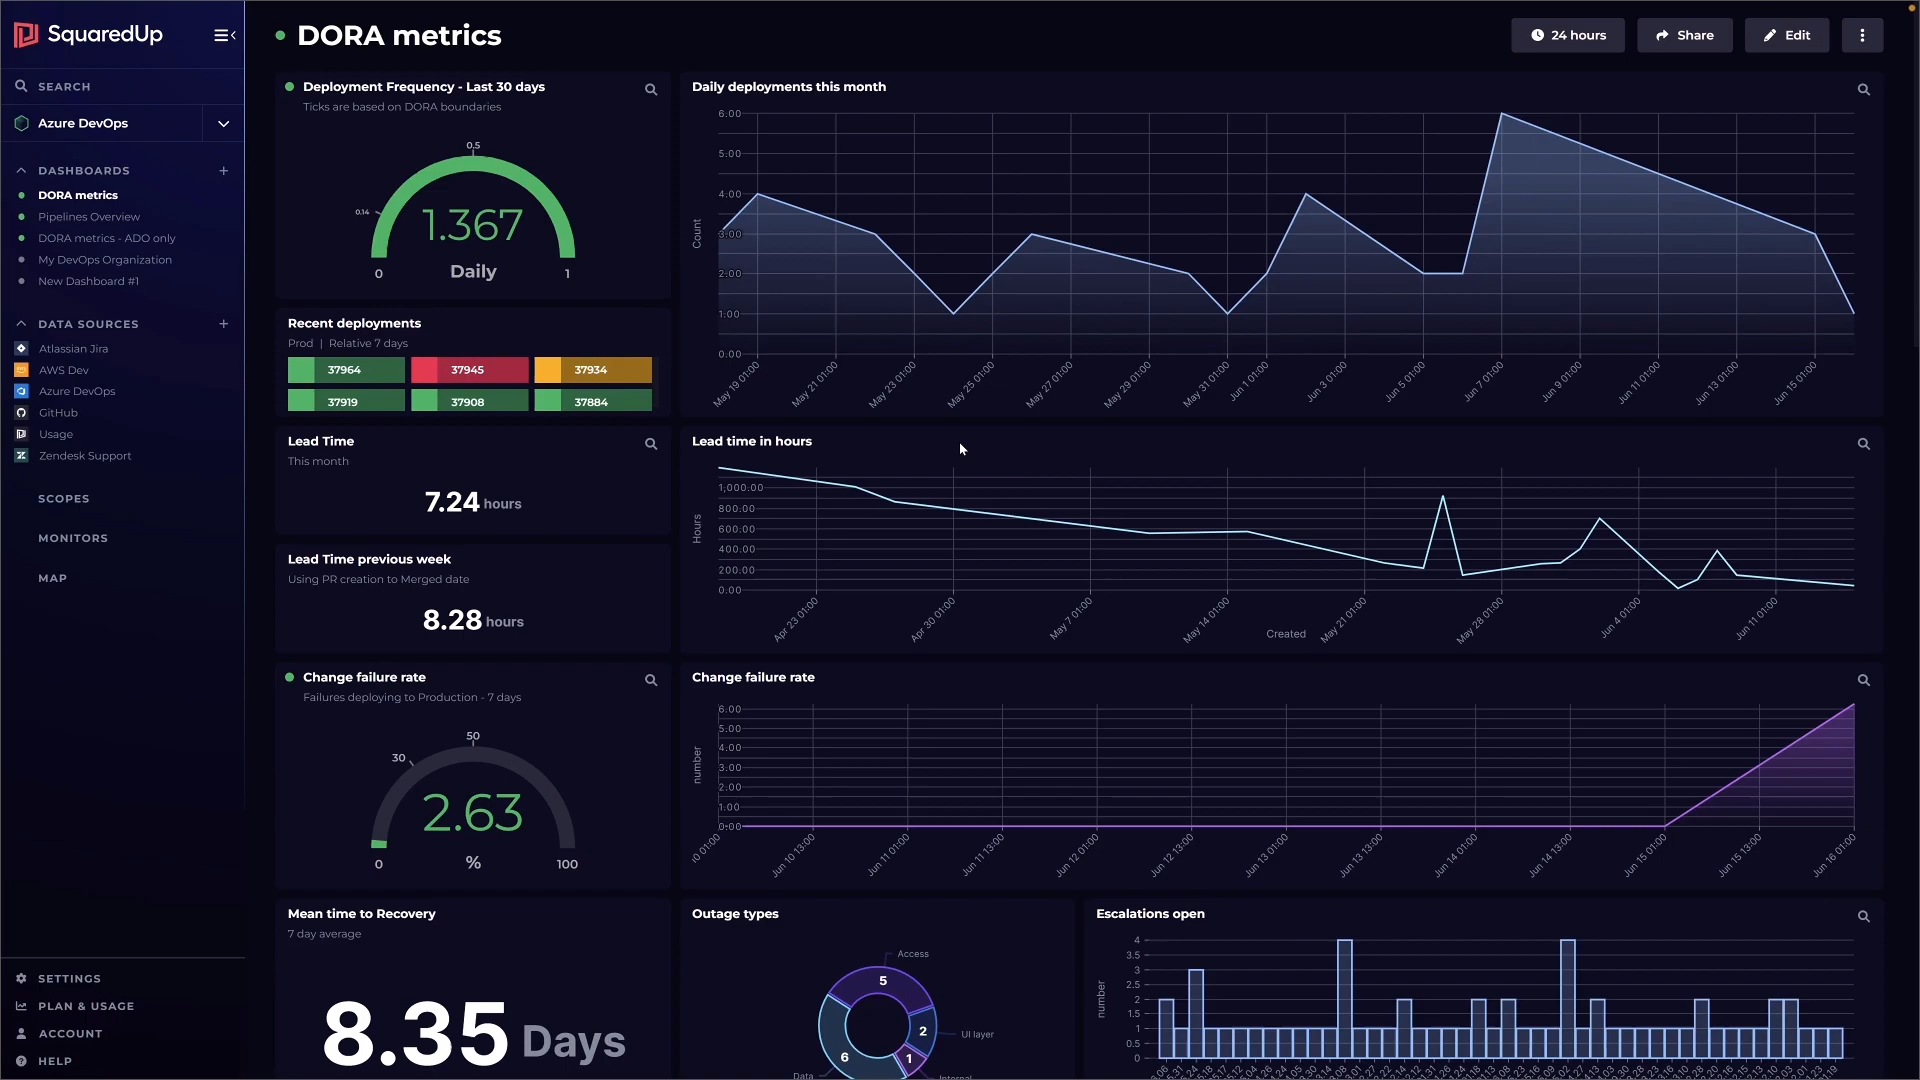 SquaredUp
SEARCH
Azure DevOps
DASHBOARDS
DORA metrics
Pipelines Overview
DORA metrics - ADO only
My DevOps Organization
New Dashboard #1
DATA SOURCES
Atlassian Jira
AWS Dev
Azure DevOps
GitHub
Usage
Zendesk Support
SCOPES
MONITORS
MAP
SETTINGS
PLAN & USAGE
ACCOUNT
HELP
DORA metrics
24 hours
Share
Edit
Deployment Frequency - Last 30 days
Ticks are based on DORA boundaries
0.5
0.14
1.367
0
Daily
1
Daily deployments this month
6.00
5.00
4.00
3.00
2.00
1.00
0.00
Count
May 19 01:00
May 21 01:00
May 23 01:00
May 25 01:00
May 27 01:00
May 29 01:00
May 31 01:00
Jun 1 01:00
Jun 3 01:00
Jun 5 01:00
Jun 7 01:00
Jun 9 01:00
Jun 11 01:00
Jun 13 01:00
Jun 15 01:00
Recent deployments
Prod | Relative 7 days
37964
37945
37934
37919
37908
37884
Lead Time
This month
7.24 hours
Lead Time previous week
Using PR creation to Merged date
8.28 hours
Lead time in hours
1,000.00
800.00
600.00
400.00
200.00
0.00
Hours
Apr 23 01:00
Apr 30 01:00
May 7 01:00
May 14 01:00
May 21 01:00
May 28 01:00
Jun 4 01:00
Jun 11 01:00
Created
Change failure rate
Failures deploying to Production - 7 days
50
30
2.63
0
%
100
Change failure rate
6.00
5.00
4.00
3.00
2.00
1.00
0.00
number
Jun 10 13:00
Jun 11 01:00
Jun 11 13:00
Jun 12 01:00
Jun 12 13:00
Jun 13 01:00
Jun 13 13:00
Jun 14 01:00
Jun 14 13:00
Jun 15 01:00
Jun 15 13:00
Jun 16 01:00
Mean time to Recovery
7 day average
8.35 Days
Outage types
Access
5
2
UI layer
6
1
Data
Internal
Escalations open
4
3.5
3
2.5
2
1.5
1
0.5
0
number